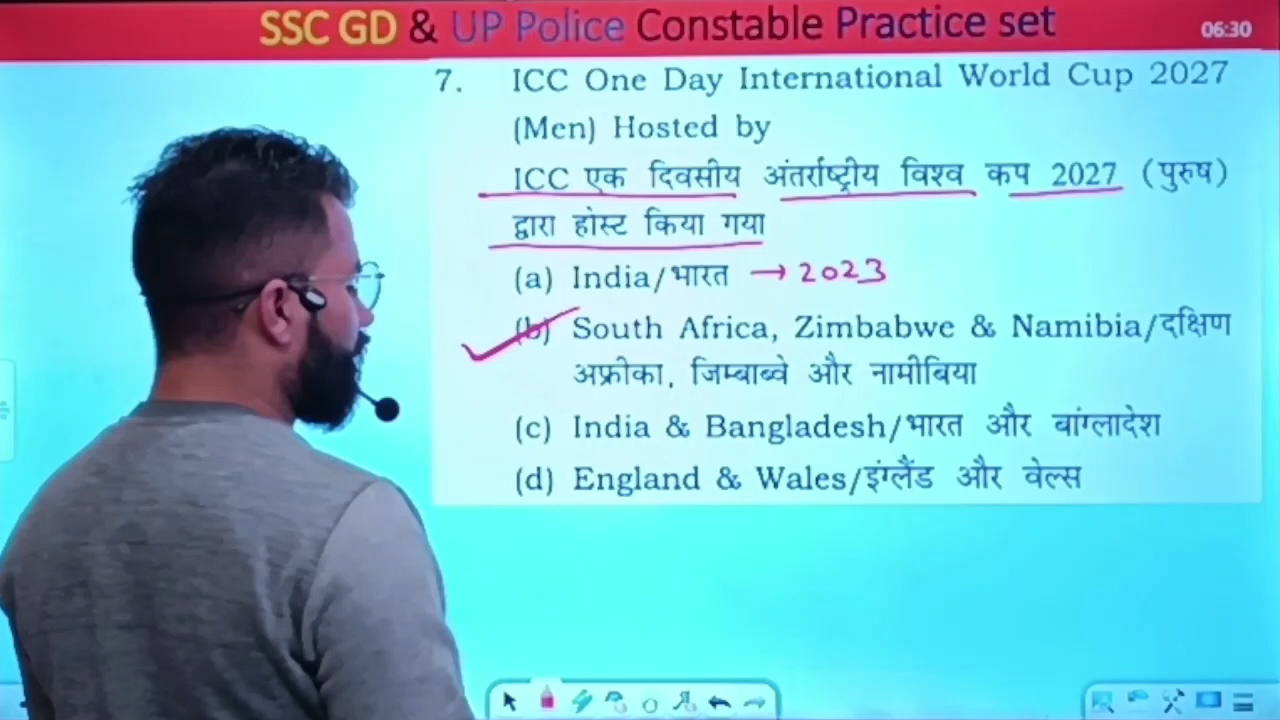 SSC GD & UP Police Constable Practice set
06:30
7. ICC One Day International World Cup 2027
(Men) Hosted by
ICC एक दिवसीय अंतर्राष्ट्रीय विश्व कप 2027 (पुरुष)
द्वारा होस्ट किया गया
(a) India/भारत → 2023
(b) South Africa, Zimbabwe & Namibia/दक्षिण
अफ्रीका, जिम्बाब्वे और नामीबिया
(c) India & Bangladesh/भारत और बांग्लादेश
(d) England & Wales/इंग्लैंड और वेल्स